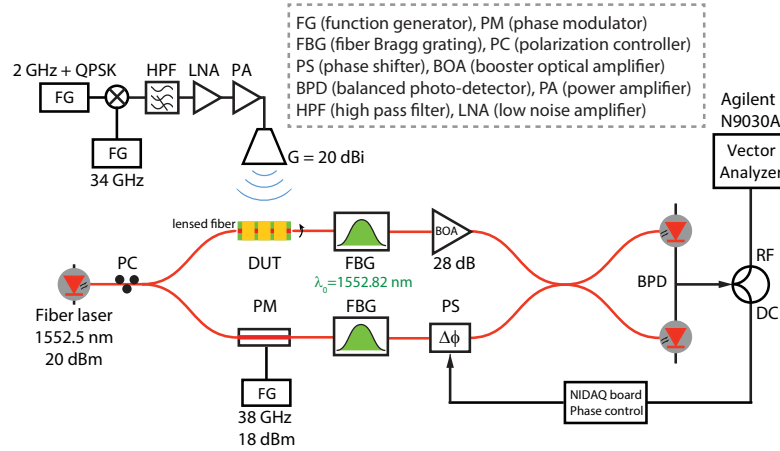 FG (function generator), PM (phase modulator)
FBG (fiber Bragg grating), PC (polarization controller)
PS (phase shifter), BOA (booster optical amplifier)
BPD (balanced photo-detector), PA (power amplifier)
HPF (high pass filter), LNA (low noise amplifier)
2 GHz + QPSK
HPF
LNA
PA
FG
FG
34 GHz
G = 20 dBi
Agilent
N9030A
Vector
Analyzer
lensed fiber
BOA
PC
DUT
FBG
28 dB
λ0=1552.82 nm
BPD
RF
DC
Fiber laser
1552.5 nm
20 dBm
PM
FBG
PS
Δϕ
FG
38 GHz
18 dBm
NIDAQ board
Phase control